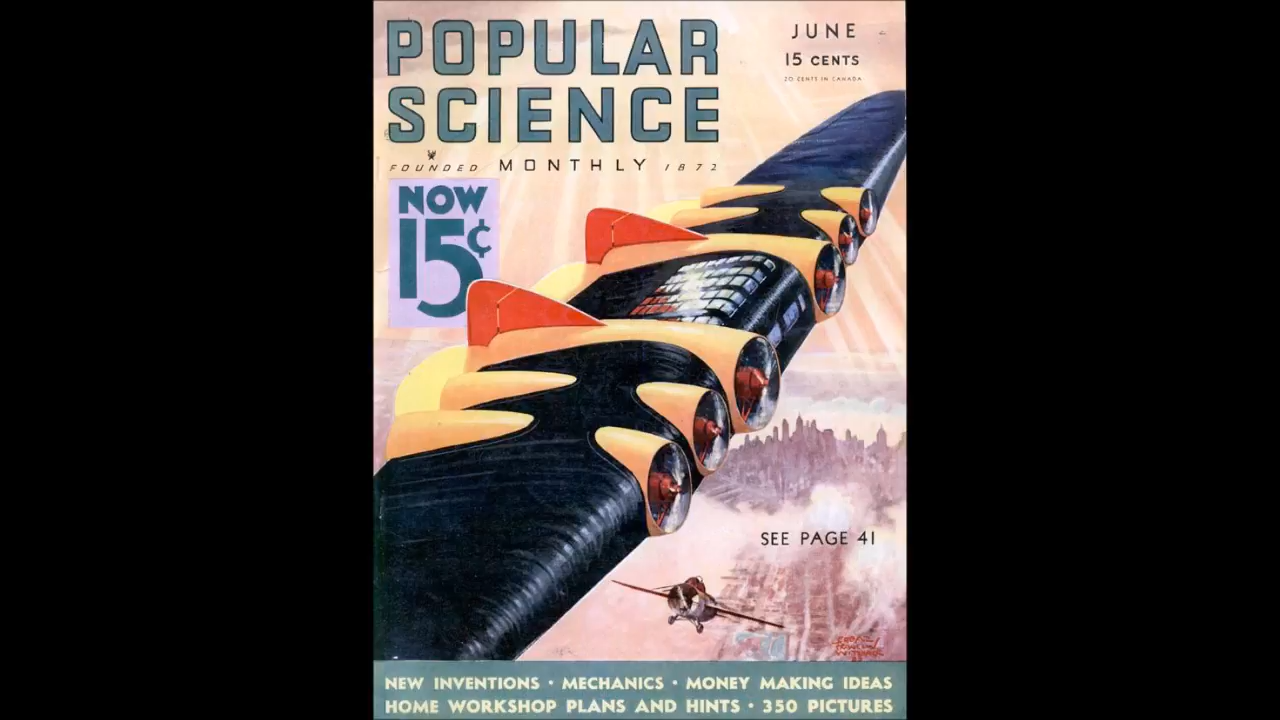 POPULAR
SCIENCE
FOUNDED MONTHLY 1872
JUNE
15 CENTS
20 CENTS IN CANADA
NOW
15¢
SEE PAGE 41
NEW INVENTIONS · MECHANICS · MONEY MAKING IDEAS
HOME WORKSHOP PLANS AND HINTS · 350 PICTURES